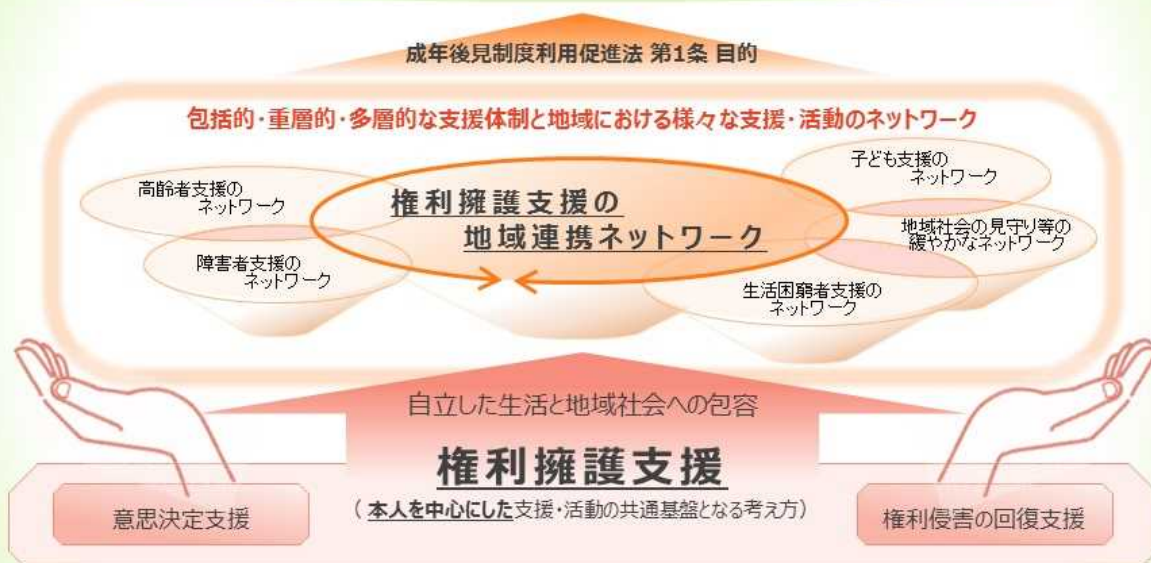 成年後見制度利用促進法 第1条 目的
包括的・重層的・多層的な支援体制と地域における様々な支援・活動のネットワーク
子ども支援の
ネットワーク
高齢者支援の
ネットワーク
権利擁護支援の
地域連携ネットワーク
地域社会の見守り等の
緩やかなネットワーク
障害者支援の
ネットワーク
生活困窮者支援の
ネットワーク
自立した生活と地域社会への包容
権利擁護支援
（本人を中心にした支援・活動の共通基盤となる考え方）
意思決定支援
権利侵害の回復支援